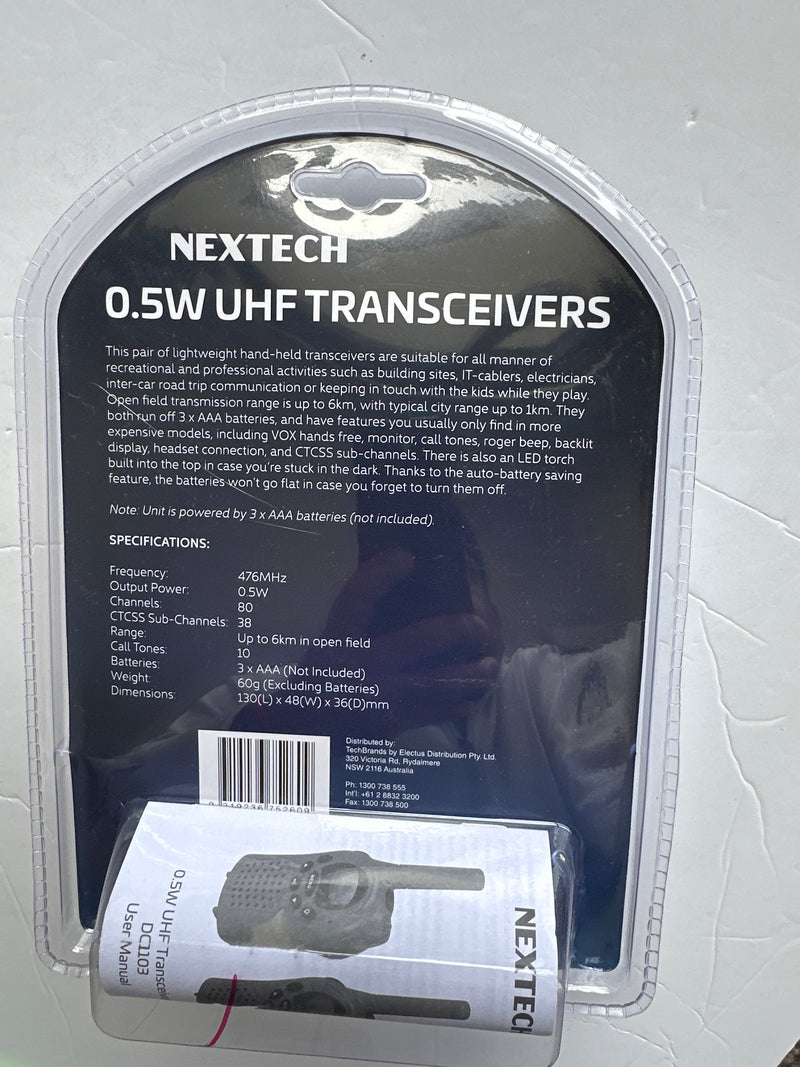 NEXTECH
0.5W UHF TRANSCEIVERS
This pair of lightweight hand-held transceivers are suitable for all manner of
recreational and professional activities such as building sites, IT-cablers, electricians,
inter-car road trip communication or keeping in touch with the kids while they play.
Open field transmission range is up to 6km, with typical city range up to 1km. They
both run off 3 x AAA batteries, and have features you usually only find in more
expensive models, including VOX hands free, monitor, call tones, roger beep, backlit
display, headset connection, and CTCSS sub-channels. There is also an LED torch
built into the top in case you're stuck in the dark. Thanks to the auto-battery saving
feature, the batteries won't go flat in case you forget to turn them off.
Note: Unit is powered by 3 x AAA batteries (not included).
SPECIFICATIONS:
Frequency: 476MHz
Output Power: 0.5W
Channels: 80
CTCSS Sub-Channels: 38
Range: Up to 6km in open field
Call Tones: 10
Batteries: 3 x AAA (Not Included)
Weight: 60g (Excluding Batteries)
Dimensions: 130(L) x 48(W) x 36(D)mm
Distributed by:
TechBrands by Electus Distribution Pty. Ltd.
320 Victoria Rd, Rydalmere
NSW 2116 Australia
Ph: 1300 738 555
Int'l: +61 2 8832 3200
Fax: 1300 738 500
NEXTECH
0.5W UHF Transcei
DC1103
User Manual